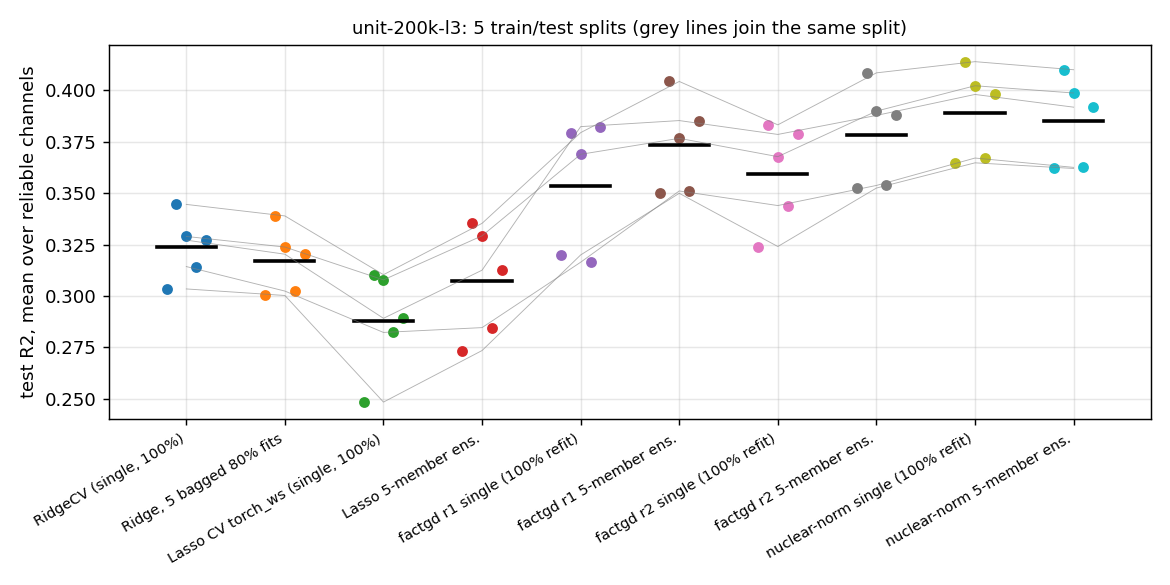 unit-200k-l3: 5 train/test splits (grey lines join the same split)
test R2, mean over reliable channels
0.400
0.375
0.350
0.325
0.300
0.275
0.250
RidgeCV (single, 100%)
Ridge, 5 bagged 80% fits
Lasso CV torch_ws (single, 100%)
Lasso 5-member ens.
factgd r1 single (100% refit)
factgd r1 5-member ens.
factgd r2 single (100% refit)
factgd r2 5-member ens.
nuclear-norm single (100% refit)
nuclear-norm 5-member ens.